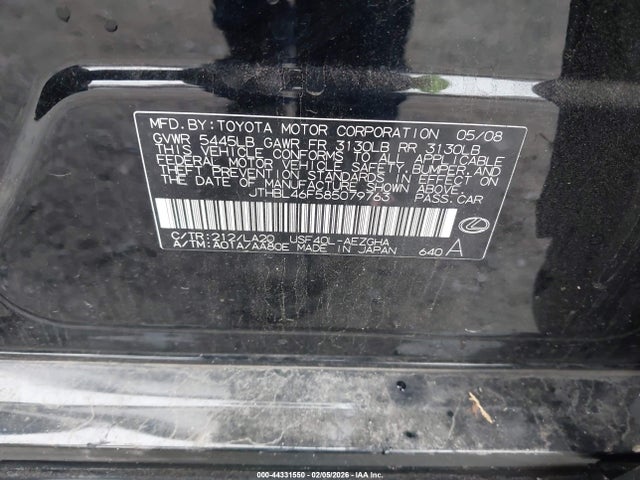 MFD. BY: TOYOTA MOTOR CORPORATION 05/08
GVWR 5445LB GAWR FR 3130LB RR 3130LB
THIS VEHICLE CONFORMS TO ALL APPLICABLE
FEDERAL MOTOR VEHICLE SAFETY, BUMPER, AND
THEFT PREVENTION STANDARDS IN EFFECT ON
THE DATE OF MANUFACTURE SHOWN ABOVE.
JTHBL46F585079763 PASS. CAR
C/TR: 212/LA20 USF40L-AEZGHA
A/TM: A01A/AA80E MADE IN JAPAN 640 A
000-44331550 - 02/05/2026 - IAA Inc.